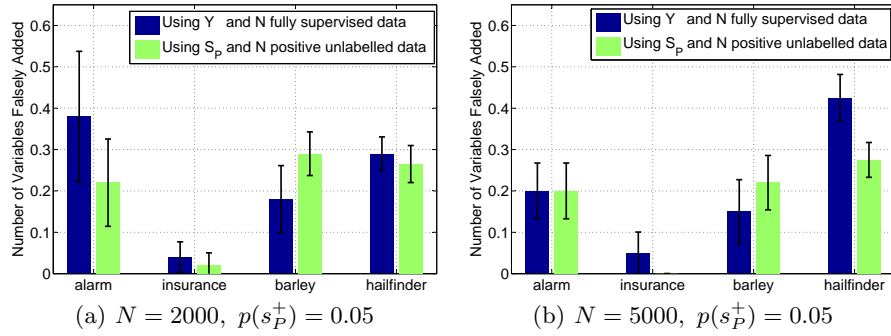 Number of Variables Falsely Added
0.6
0.5
0.4
0.3
0.2
0.1
0
Using Y and N fully supervised data
Using S_P and N positive unlabelled data
alarm insurance barley hailfinder
(a) N = 2000, p(s_P^+) = 0.05
Number of Variables Falsely Added
0.6
0.5
0.4
0.3
0.2
0.1
0
Using Y and N fully supervised data
Using S_P and N positive unlabelled data
alarm insurance barley hailfinder
(b) N = 5000, p(s_P^+) = 0.05